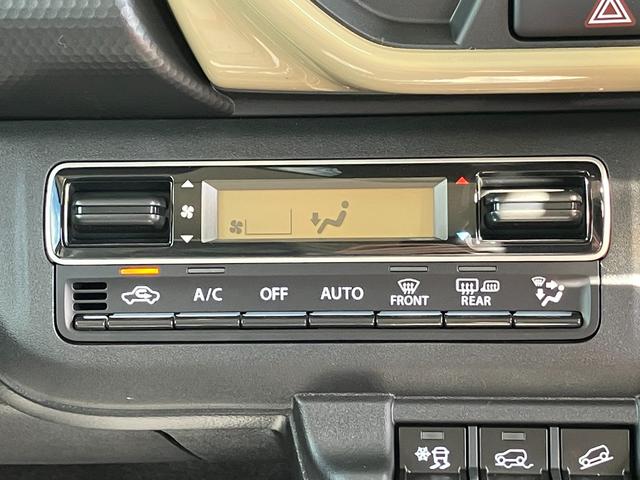 A/C OFF AUTO FRONT REAR